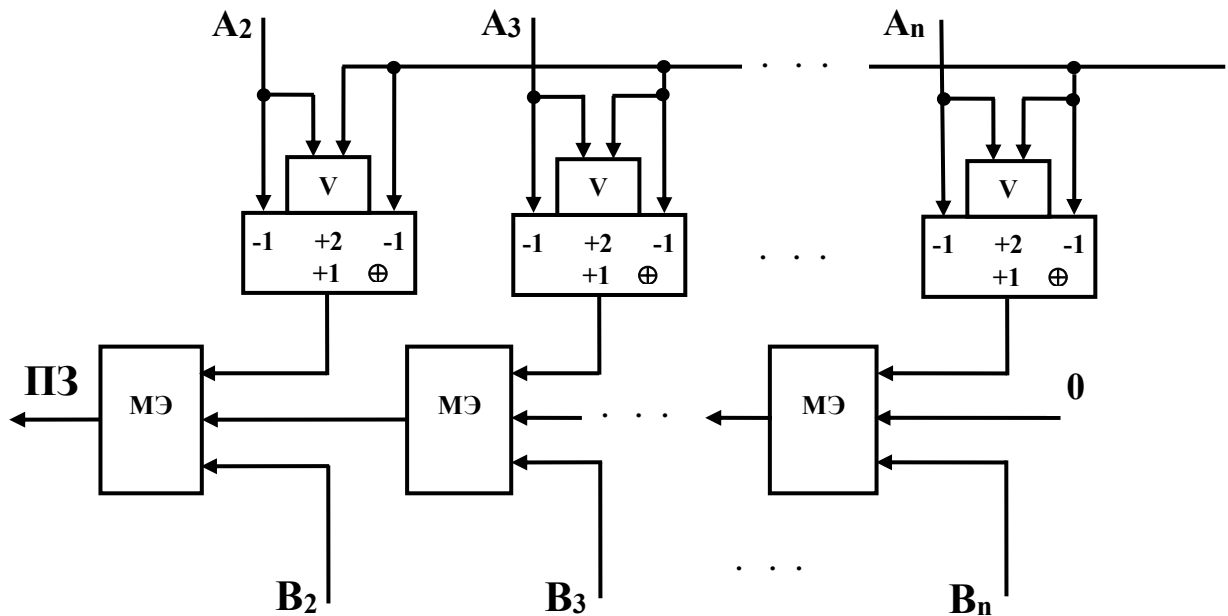 A2 A3 An
. . .
V V V
-1 +2 -1 -1 +2 -1 -1 +2 -1
+1 ⊕ +1 ⊕ . . . +1 ⊕
ПЗ МЭ МЭ . . . МЭ 0
B2 B3 . . . Bn